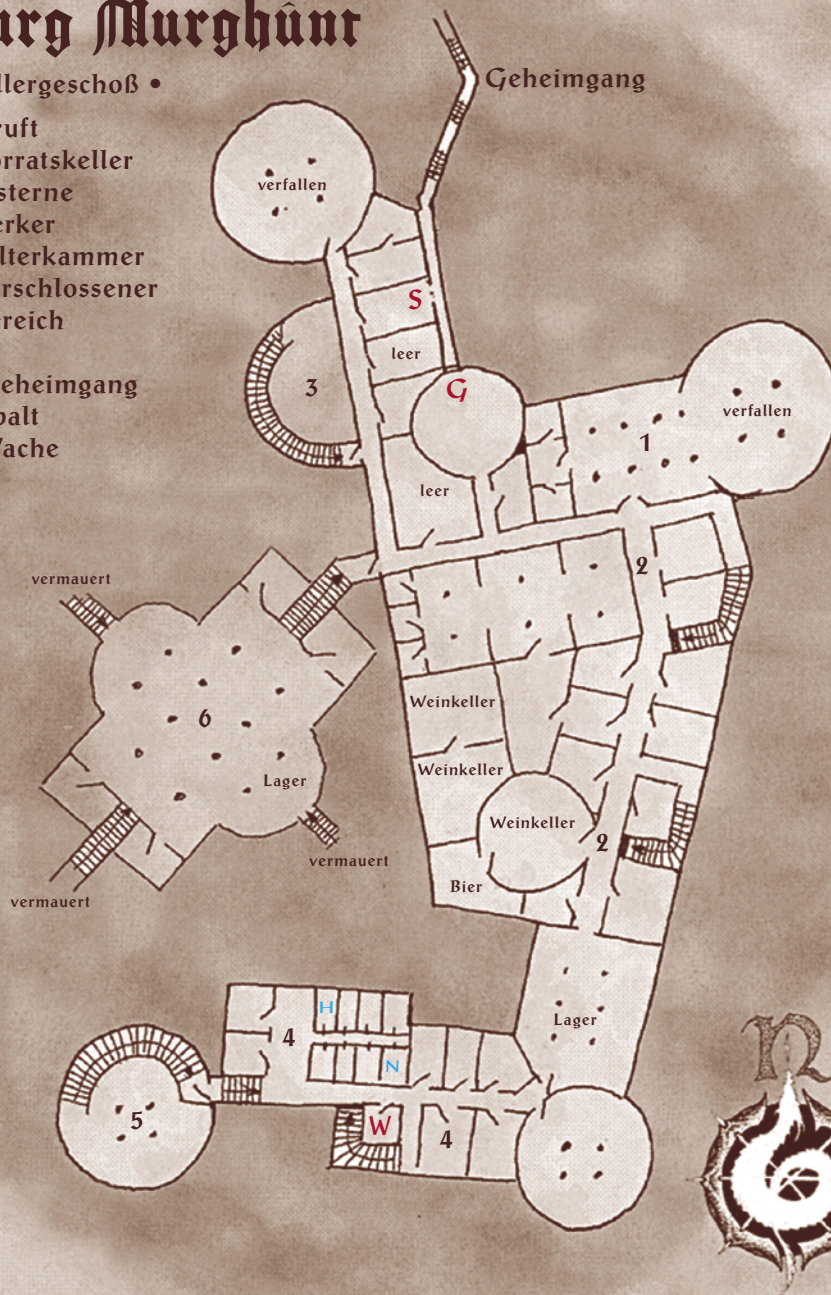 urg Murghûnt
llergeschoß •
ruft
orratskeller
sterne
erker
lterkammer
rschlossener
reich
eheimgang
palt
ache
Geheimgang
verfallen
S
leer
3
G
verfallen
1
leer
2
vermauert
6
Lager
vermauert
vermauert
Weinkeller
Weinkeller
Weinkeller
2
Bier
Lager
H
4
N
W
4
5
N